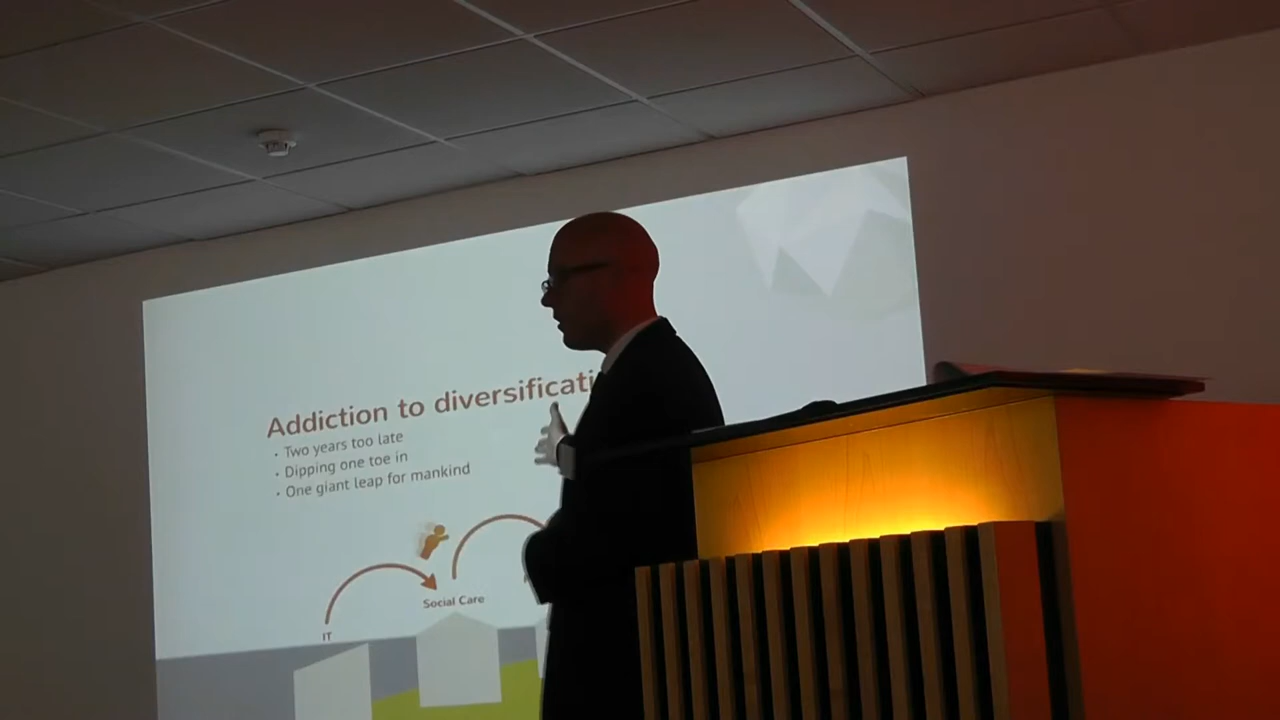 Addiction to diversificati
• Two years too late
• Dipping one toe in
• One giant leap for mankind
Social Care
IT